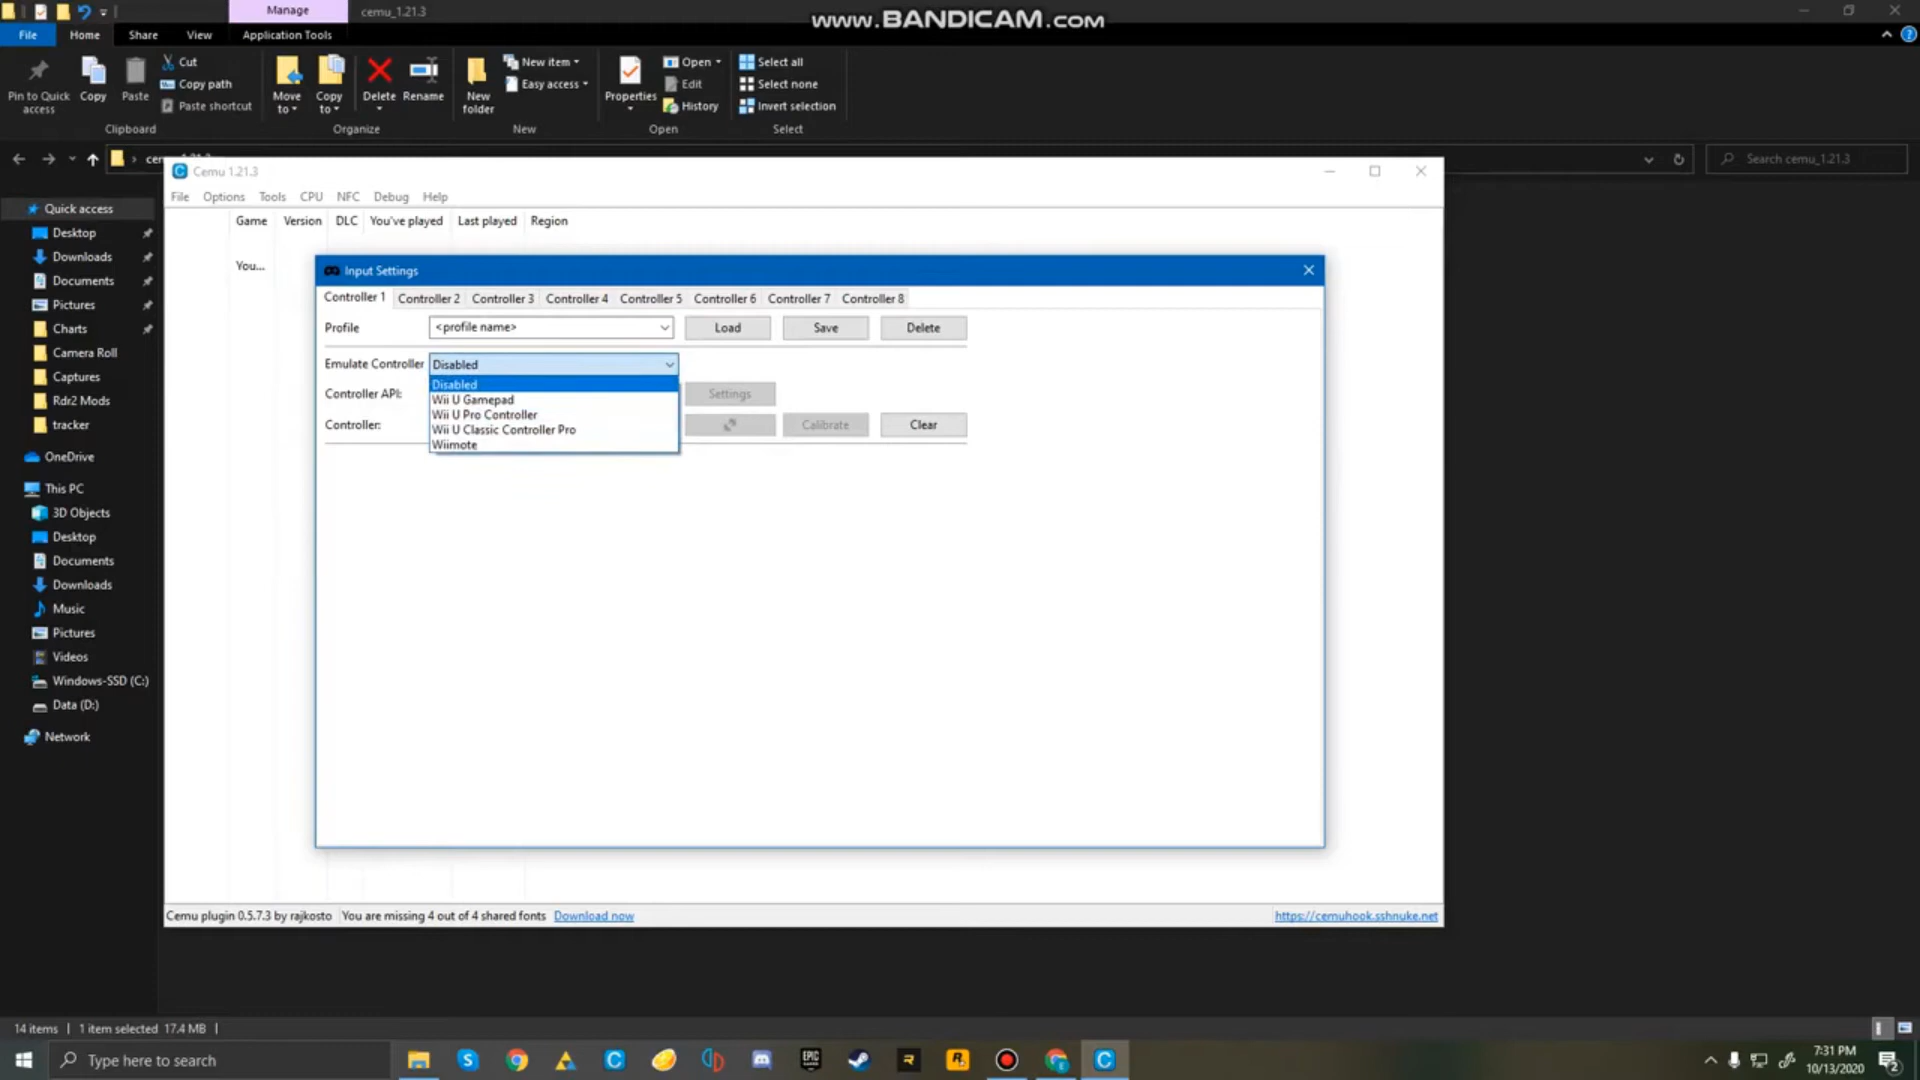 Manage
cemu_1.21.3
www.BANDICAM.com
File
Home
Share
View
Application Tools
Pin to Quick access
Copy
Paste
Cut
Copy path
Paste shortcut
Clipboard
Move to
Copy to
Delete
Rename
Organize
New folder
New item
Easy access
New
Properties
Open
Edit
History
Open
Select all
Select none
Invert selection
Select
Search cemu_1.21.3
Cemu 1.21.3
File Options Tools CPU NFC Debug Help
Game Version DLC You've played Last played Region
You...
Input Settings
Controller 1 Controller 2 Controller 3 Controller 4 Controller 5 Controller 6 Controller 7 Controller 8
Profile <profile name> Load Save Delete
Emulate Controller Disabled
Disabled
Wii U Gamepad
Wii U Pro Controller
Wii U Classic Controller Pro
Wiimote
Controller API: Settings
Controller: Calibrate Clear
Quick access
Desktop
Downloads
Documents
Pictures
Charts
Camera Roll
Captures
Rdr2 Mods
tracker
OneDrive
This PC
3D Objects
Desktop
Documents
Downloads
Music
Pictures
Videos
Windows-SSD (C:)
Data (D:)
Network
Cemu plugin 0.5.7.3 by rajkosto You are missing 4 out of 4 shared fonts Download now https://cemuhook.sshnuke.net
14 items 1 item selected 17.4 MB
Type here to search
EPIC GAMES
7:31 PM
10/13/2020
2